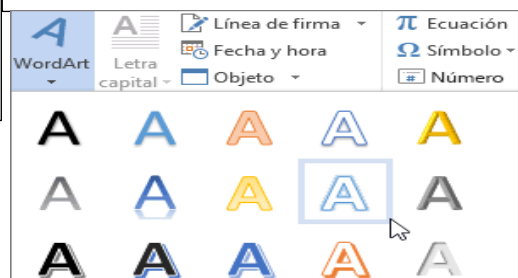 WordArt
Letra
capital
Línea de firma
Fecha y hora
Objeto
π Ecuación
Ω Símbolo
# Número
A A A A A
A A A A A
A A A A A